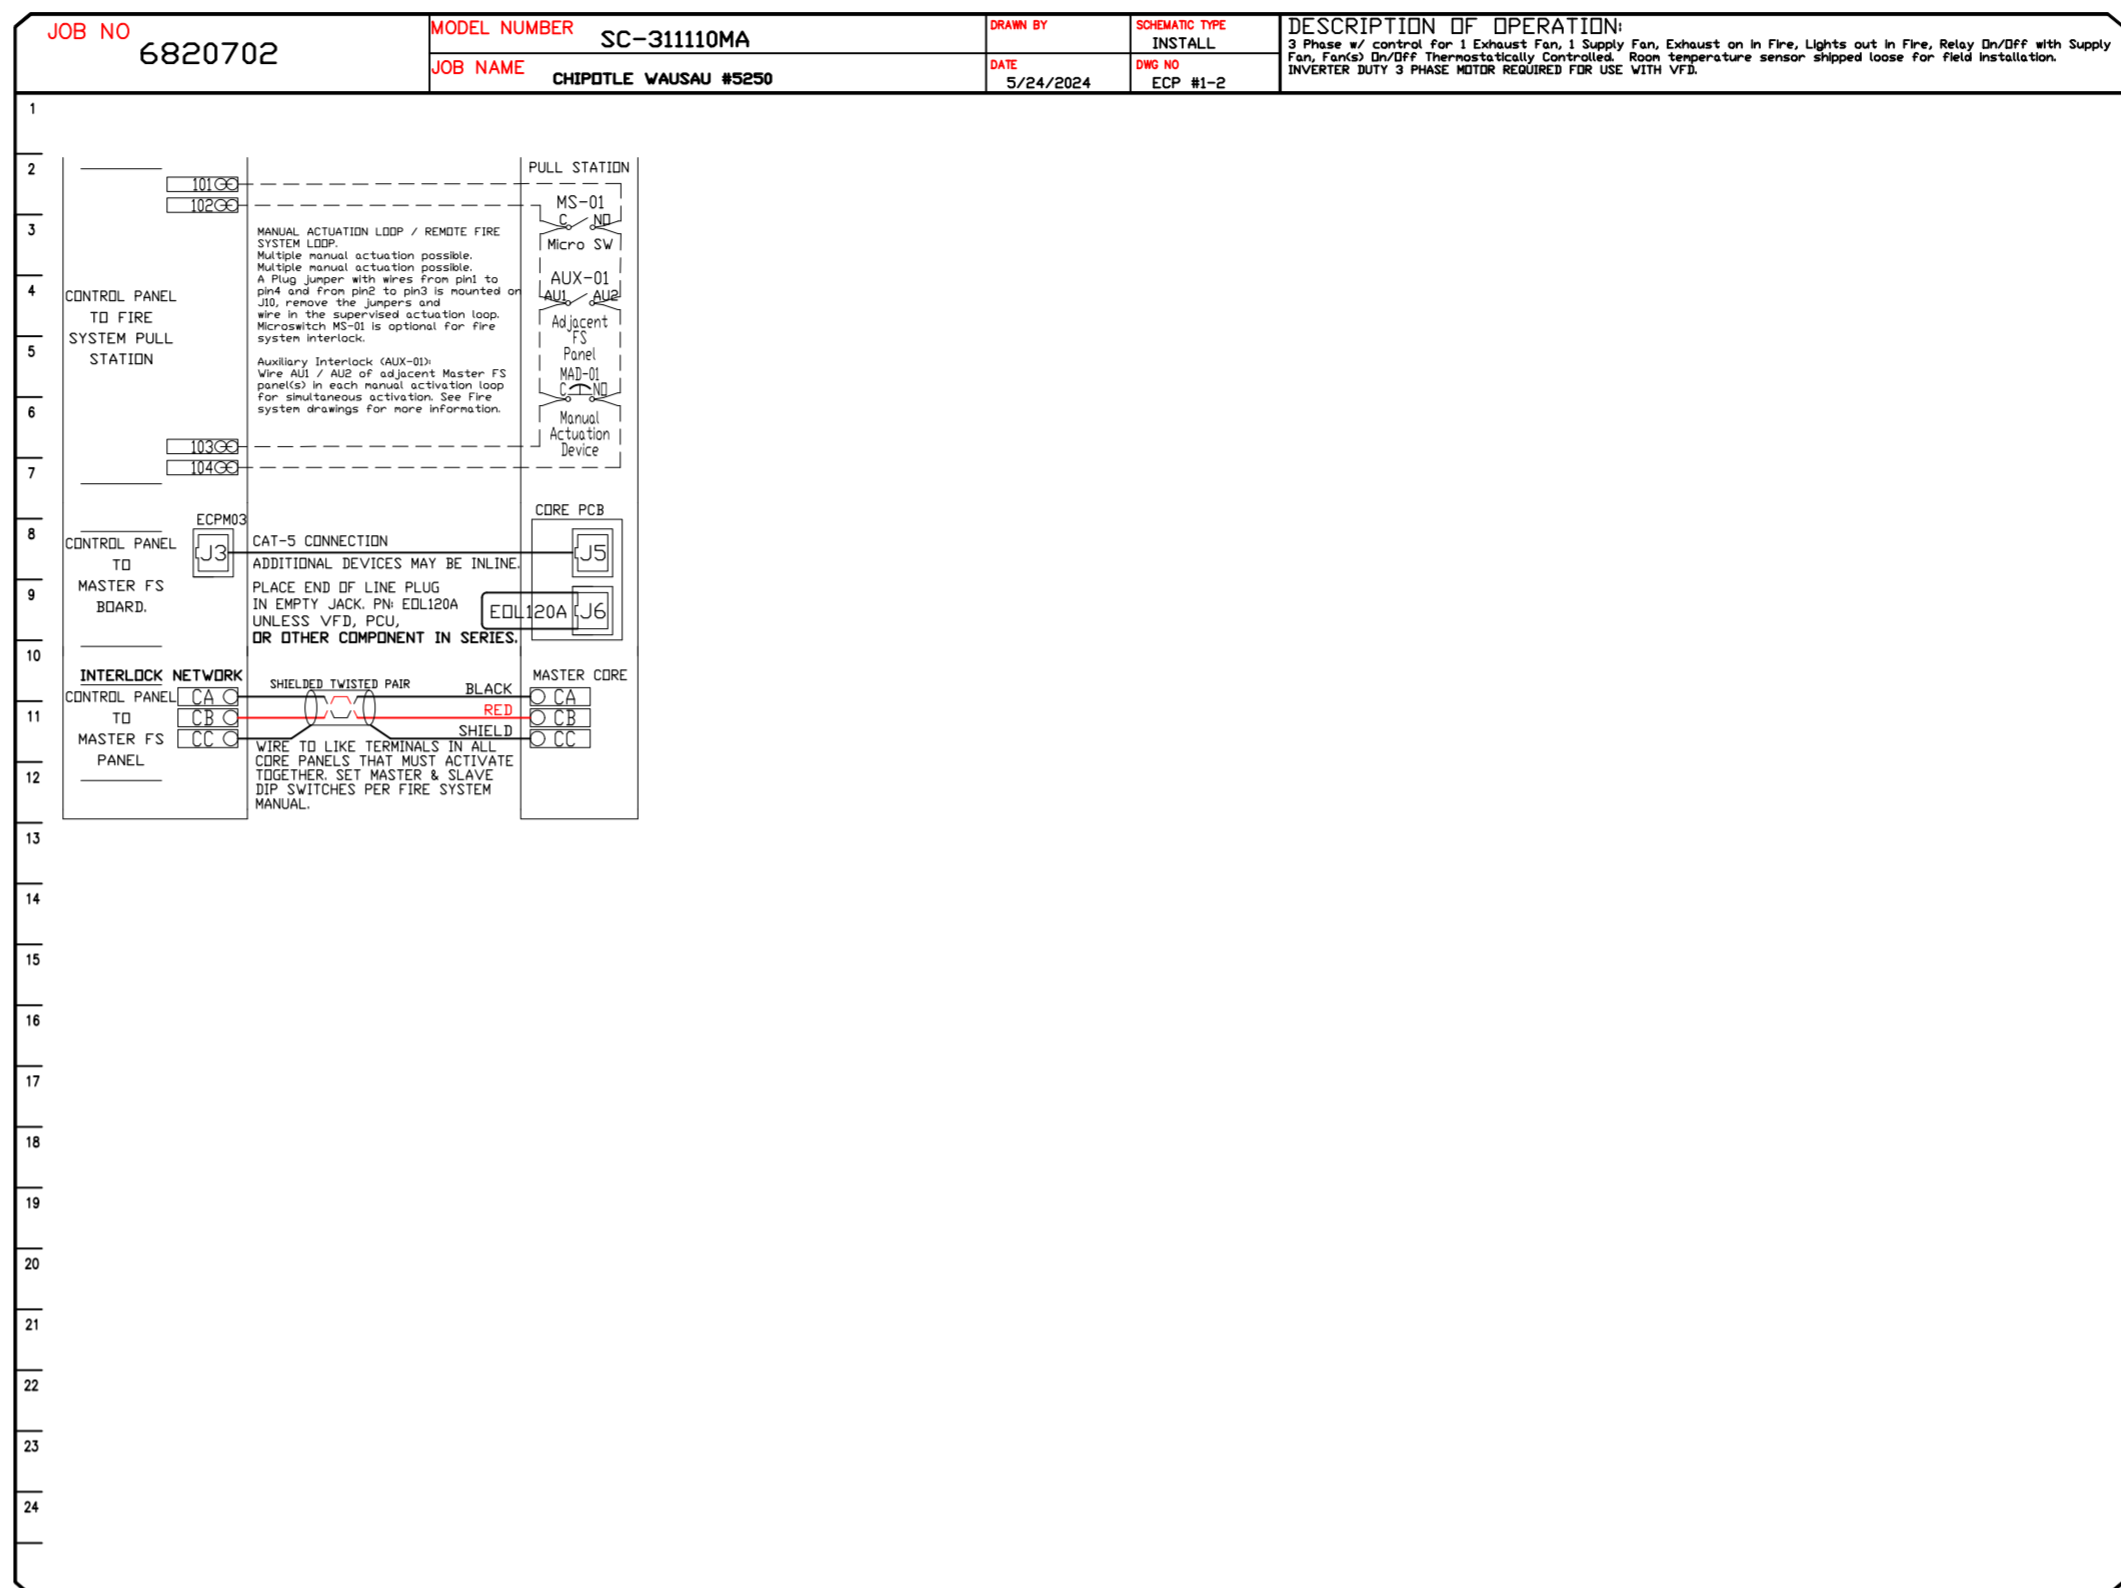 JOB NO
6820702
MODEL NUMBER
SC-311110MA
JOB NAME
CHIPOTLE WAUSAU #5250
DRAWN BY
DATE
5/24/2024
SCHEMATIC TYPE
INSTALL
DWG NO
ECP #1-2
DESCRIPTION OF OPERATION:
3 Phase w/ control for 1 Exhaust Fan, 1 Supply Fan, Exhaust on in Fire, Lights out in Fire, Relay On/Off with Supply
Fan, Fan(s) On/Off Thermostatically Controlled. Room temperature sensor shipped loose for field installation.
INVERTER DUTY 3 PHASE MOTOR REQUIRED FOR USE WITH VFD.
1
2
3
4
5
6
7
8
9
10
11
12
13
14
15
16
17
18
19
20
21
22
23
24
CONTROL PANEL
TO FIRE
SYSTEM PULL
STATION
101
102
103
104
MANUAL ACTUATION LOOP / REMOTE FIRE
SYSTEM LOOP.
Multiple manual actuation possible.
Multiple manual actuation possible.
A Plug jumper with wires from pin1 to
pin4 and from pin2 to pin3 is mounted on
J10, remove the jumpers and
wire in the supervised actuation loop.
Microswitch MS-01 is optional for fire
system interlock.
Auxiliary Interlock (AUX-01):
Wire AU1 / AU2 of adjacent Master FS
panel(s) in each manual activation loop
for simultaneous activation. See Fire
system drawings for more information.
PULL STATION
MS-01
C NO
Micro SW
AUX-01
AU1 AU2
Adjacent
FS
Panel
MAD-01
C NO
Manual
Actuation
Device
CONTROL PANEL
TO
MASTER FS
BOARD.
ECPM03
J3
CAT-5 CONNECTION
ADDITIONAL DEVICES MAY BE INLINE.
PLACE END OF LINE PLUG
IN EMPTY JACK. PN: EOL120A
UNLESS VFD, PCU,
OR OTHER COMPONENT IN SERIES.
CORE PCB
J5
EOL120A
J6
INTERLOCK NETWORK
CONTROL PANEL
TO
MASTER FS
PANEL
CA
CB
CC
SHIELDED TWISTED PAIR
BLACK
RED
SHIELD
MASTER CORE
CA
CB
CC
WIRE TO LIKE TERMINALS IN ALL
CORE PANELS THAT MUST ACTIVATE
TOGETHER. SET MASTER & SLAVE
DIP SWITCHES PER FIRE SYSTEM
MANUAL.